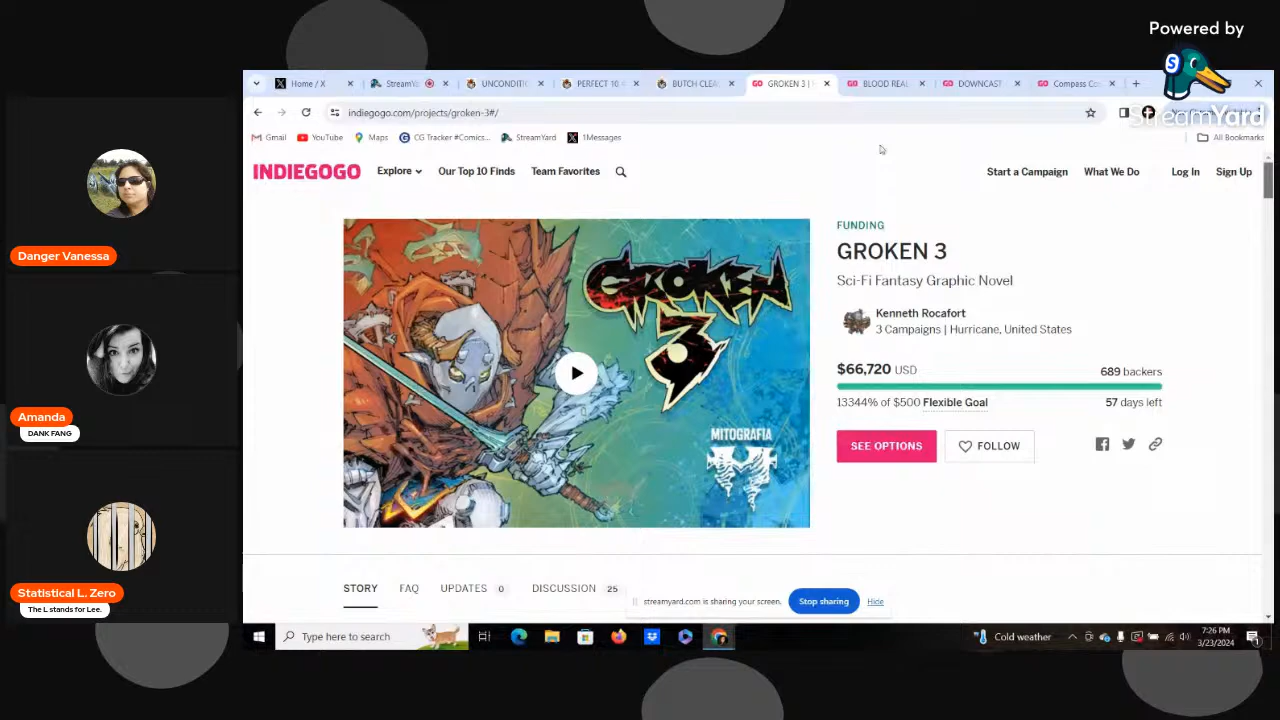 Powered by
StreamYard
Danger Vanessa
Amanda
DANK FANG
Statistical L. Zero
The L stands for Lee.
Home / X
StreamYa
UNCONDITIC
PERFECT 10
BUTCH CLEA
GROKEN 3 |
BLOOD REAL
DOWNCAST
Compass Co
indiegogo.com/projects/groken-3#/
Gmail
YouTube
Maps
CG Tracker #Comics...
StreamYard
1Messages
All Bookmarks
INDIEGOGO
Explore
Our Top 10 Finds
Team Favorites
Start a Campaign
What We Do
Log In
Sign Up
GROKEN
3
MITOGRAFIA
FUNDING
GROKEN 3
Sci-Fi Fantasy Graphic Novel
Kenneth Rocafort
3 Campaigns | Hurricane, United States
$66,720 USD
689 backers
13344% of $500 Flexible Goal
57 days left
SEE OPTIONS
FOLLOW
STORY
FAQ
UPDATES 0
DISCUSSION 25
streamyard.com is sharing your screen.
Stop sharing
Hide
Type here to search
Cold weather
7:26 PM
3/23/2024